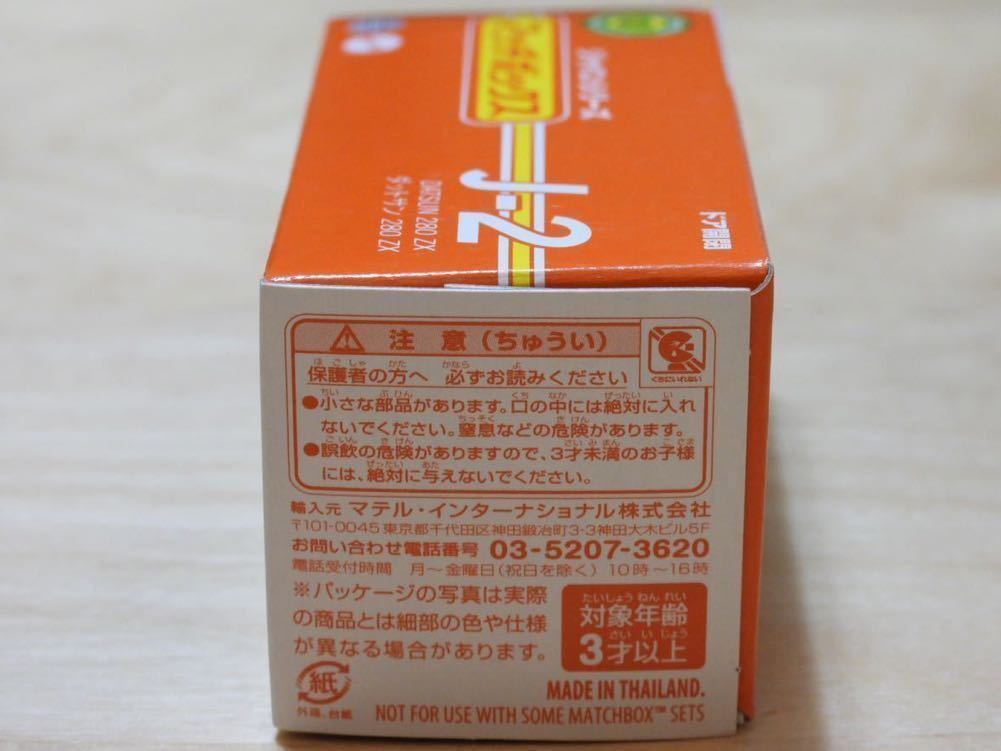 マッチボックス
J-2
DATSUN 280 ZX
ダットサン 280 ZX
注 意（ちゅうい）
くちにいれない
保護者の方へ 必ずお読みください
●小さな部品があります。口の中には絶対に入れ
ないでください。窒息などの危険があります。
●誤飲の危険がありますので、3才未満のお子様
には、絶対に与えないでください。
輸入元 マテル・インターナショナル株式会社
〒101-0045 東京都千代田区神田鍛冶町3-3神田大木ビル5F
お問い合わせ電話番号 03-5207-3620
電話受付時間 月〜金曜日(祝日を除く) 10時〜16時
※パッケージの写真は実際
の商品とは細部の色や仕様
が異なる場合があります。
対象年齢
3才以上
紙
外箱、台紙
MADE IN THAILAND.
NOT FOR USE WITH SOME MATCHBOX™ SETS